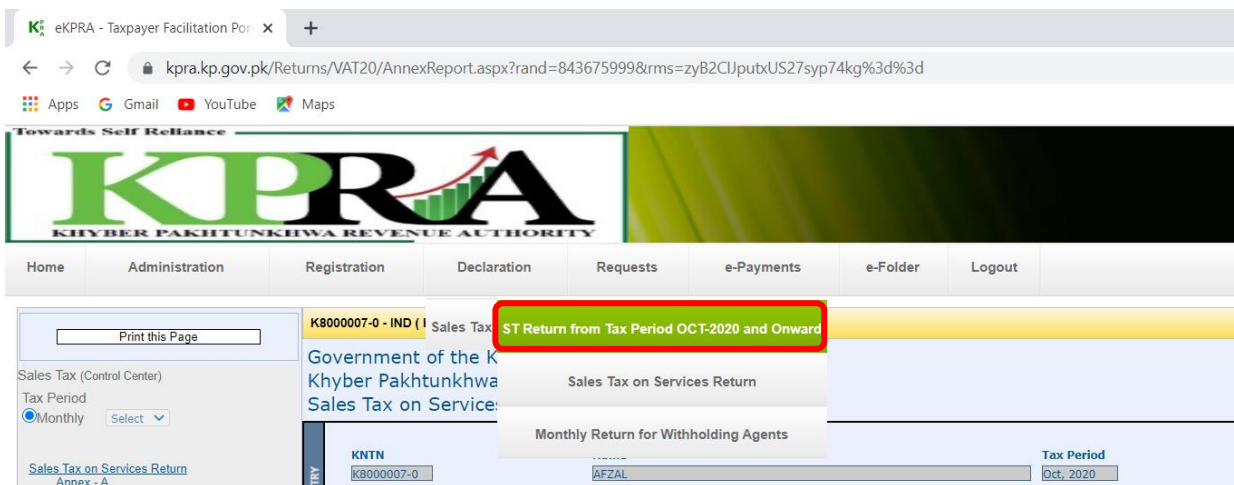 eKPRA - Taxpayer Facilitation Por
kpra.kp.gov.pk/Returns/VAT20/AnnexReport.aspx?rand=843675999&rms=zyB2CIJputxUS27syp74kg%3d%3d
Apps Gmail YouTube Maps
Towards Self Reliance
KPRA
KHYBER PAKHTUNKHWA REVENUE AUTHORITY
Home Administration Registration Declaration Requests e-Payments e-Folder Logout
Print this Page
Sales Tax (Control Center)
Tax Period
Monthly Select
Sales Tax on Services Return
Annex - A
K8000007-0 - IND (
Sales Tax
ST Return from Tax Period OCT-2020 and Onward
Sales Tax on Services Return
Monthly Return for Withholding Agents
Government of the K
Khyber Pakhtunkhwa
Sales Tax on Service
KNTN Tax Period
K8000007-0 AFZAL Oct, 2020